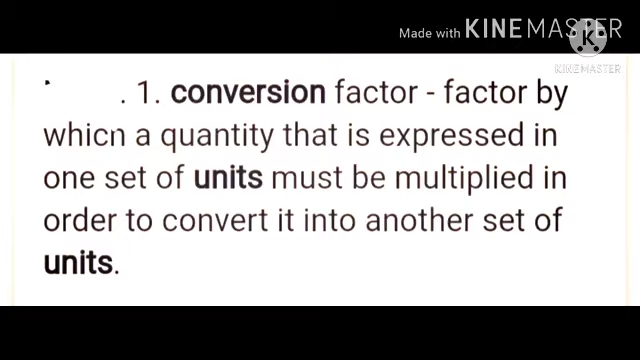 Made with KINEMASTER
K
KINEMASTER
. 1. conversion factor - factor by
which a quantity that is expressed in
one set of units must be multiplied in
order to convert it into another set of
units.